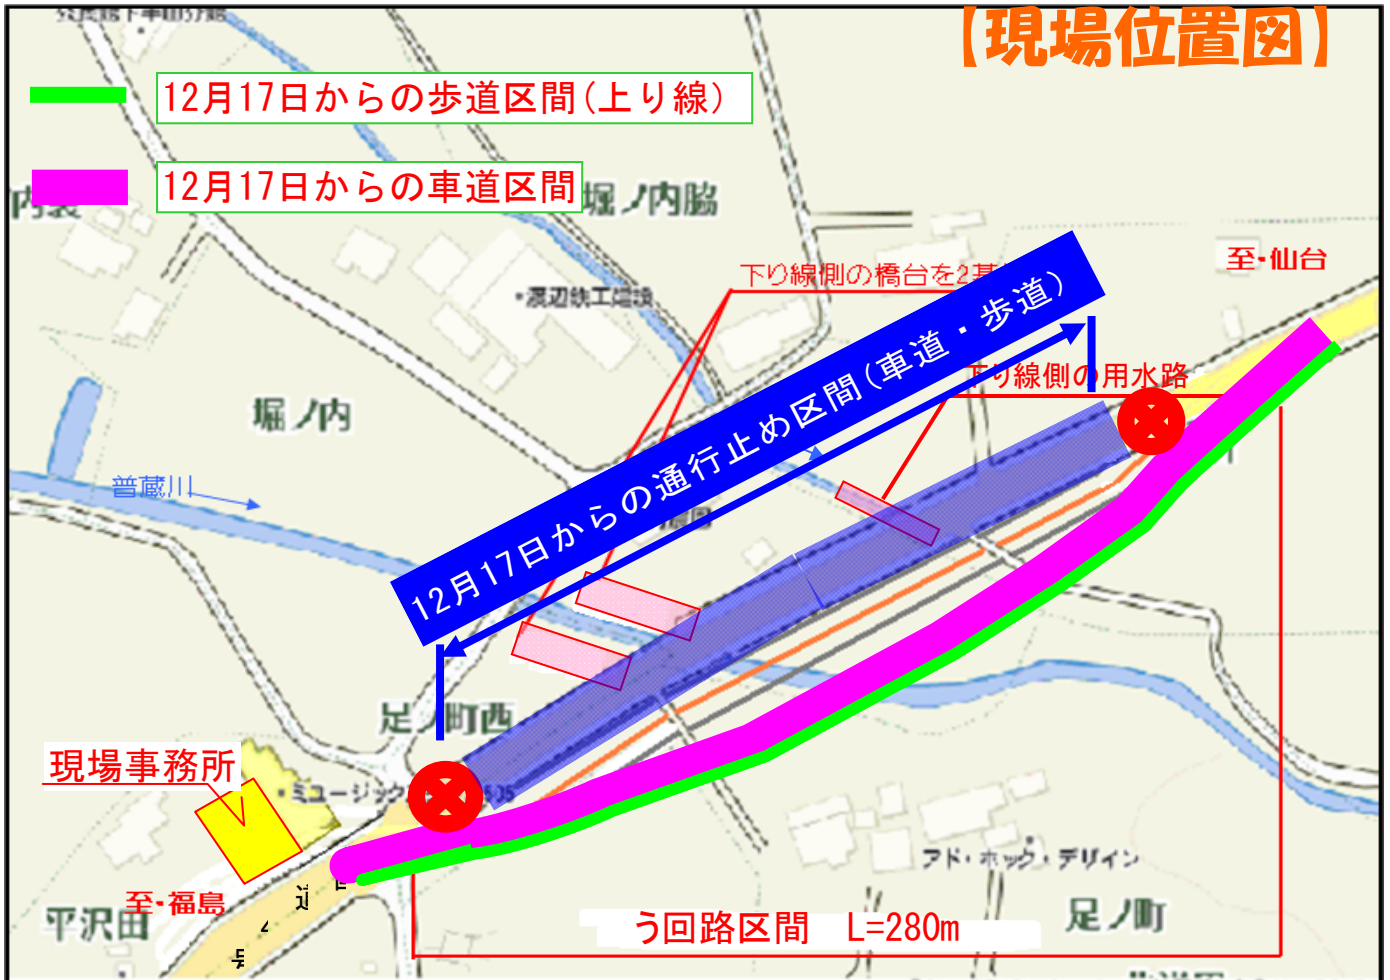 【現場位置図】
12月17日からの歩道区間(上り線)
12月17日からの車道区間
堀ノ内脇
至・仙台
下り線側の橋台を2基
12月17日からの通行止め区間(車道・歩道)
下り線側の用水路
堀ノ内
普蔵川
足ノ町西
現場事務所
・ミュージック
アド・ホック・デザイン
至・福島
平沢田
足ノ町
う回路区間 L=280m